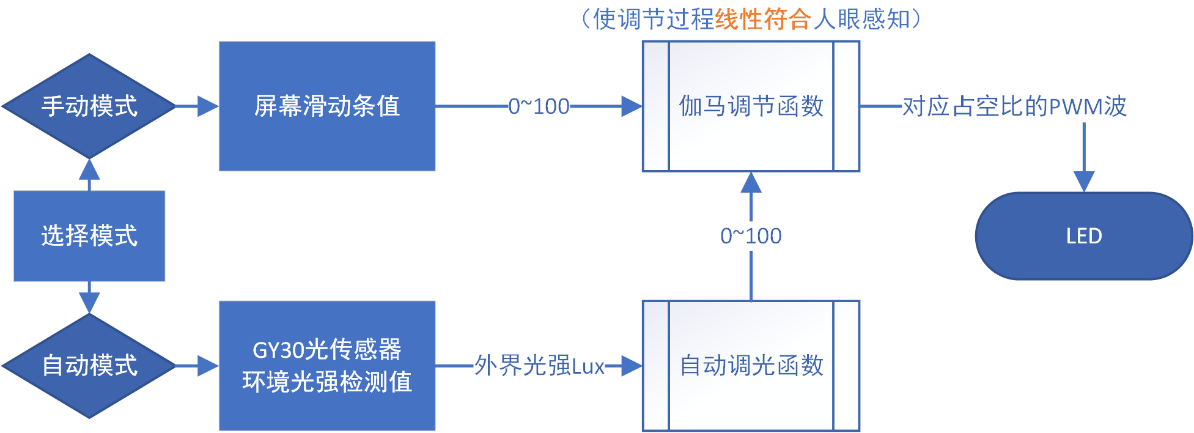 （使调节过程线性符合人眼感知）
手动模式
屏幕滑动条值
0~100
伽马调节函数
对应占空比的PWM波
选择模式
0~100
LED
自动模式
GY30光传感器
环境光强检测值
外界光强Lux
自动调光函数